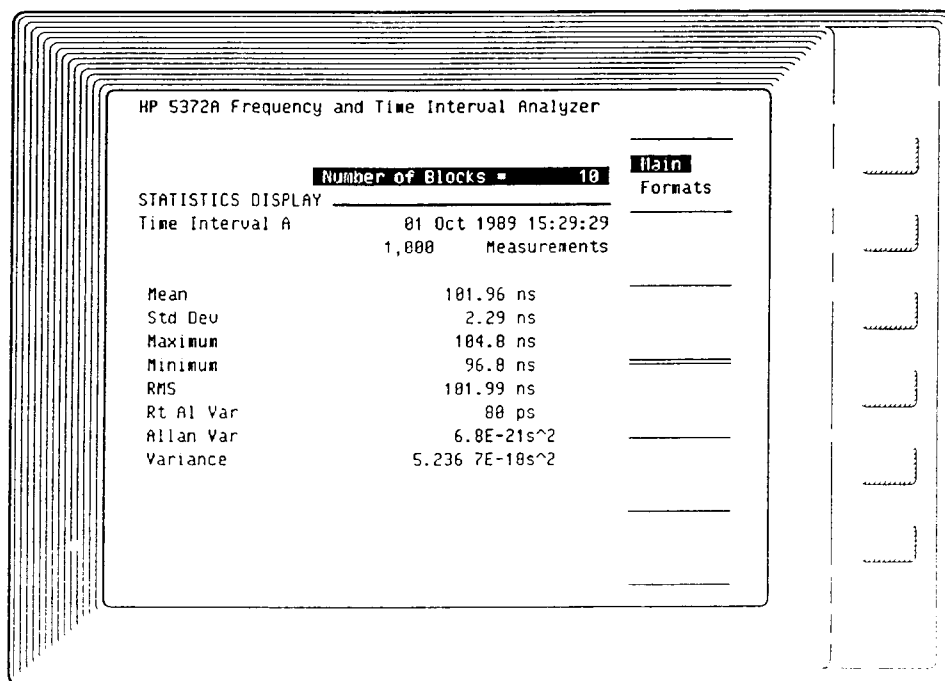 HP 5372A Frequency and Time Interval Analyzer
Number of Blocks = 10
Main
Formats
STATISTICS DISPLAY
Time Interval A 01 Oct 1989 15:29:29
1,000 Measurements
Mean 101.96 ns
Std Dev 2.29 ns
Maximum 104.8 ns
Minimum 96.8 ns
RMS 101.99 ns
Rt Al Var 80 ps
Allan Var 6.8E-21s^2
Variance 5.236 7E-18s^2